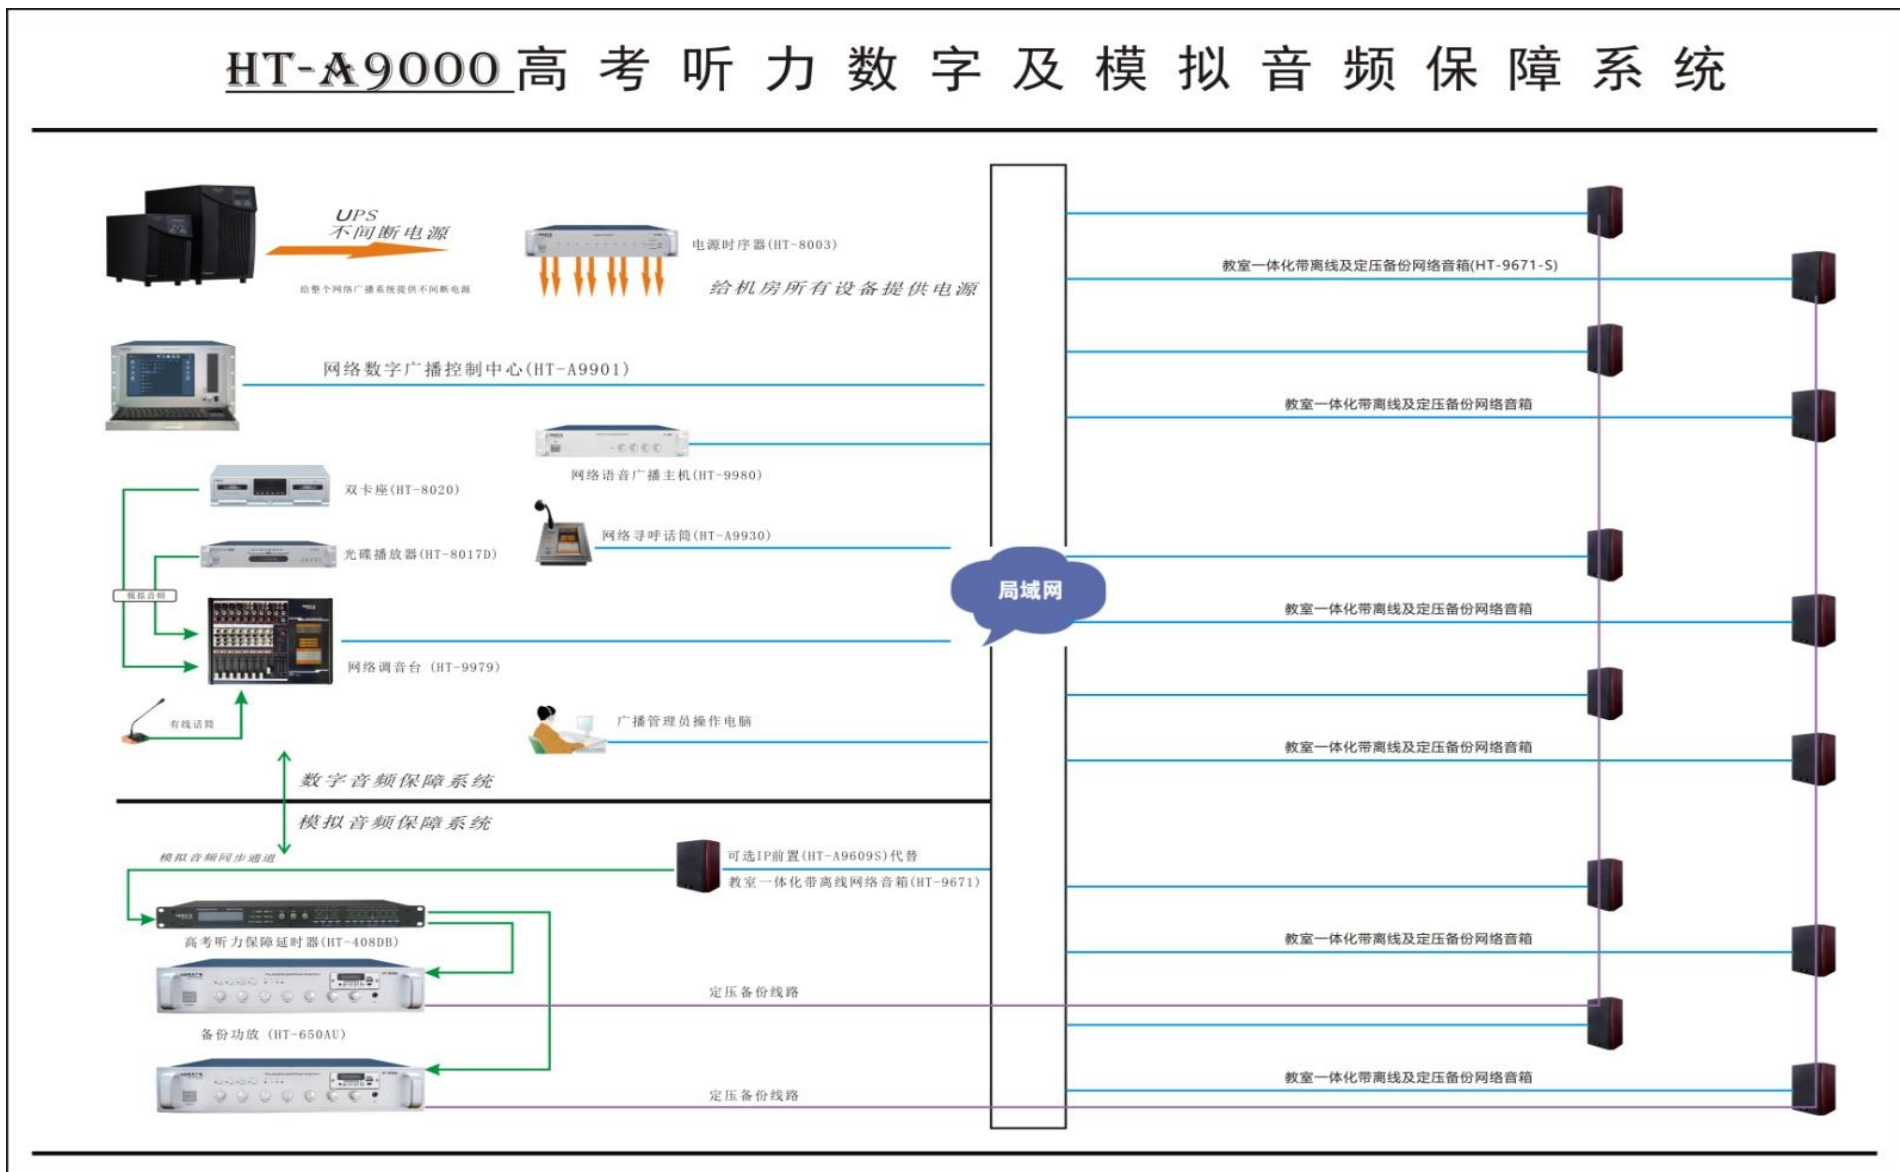 HT-A9000高考听力数字及模拟音频保障系统
UPS
不间断电源
给整个网络广播系统提供不间断电源
电源时序器(HT-8003)
给机房所有设备提供电源
网络数字广播控制中心(HT-A9901)
网络语音广播主机(HT-9980)
双卡座(HT-8020)
网络寻呼话筒(HT-A9930)
光碟播放器(HT-8017D)
模拟音频
网络调音台 (HT-9979)
有线话筒
广播管理员操作电脑
数字音频保障系统
模拟音频保障系统
模拟音频同步通道
可选IP前置(HT-A9609S)代替
教室一体化带离线网络音箱(HT-9671)
高考听力保障延时器(HT-408DB)
定压备份线路
备份功放 (HT-650AU)
定压备份线路
局域网
教室一体化带离线及定压备份网络音箱(HT-9671-S)
教室一体化带离线及定压备份网络音箱
教室一体化带离线及定压备份网络音箱
教室一体化带离线及定压备份网络音箱
教室一体化带离线及定压备份网络音箱
教室一体化带离线及定压备份网络音箱